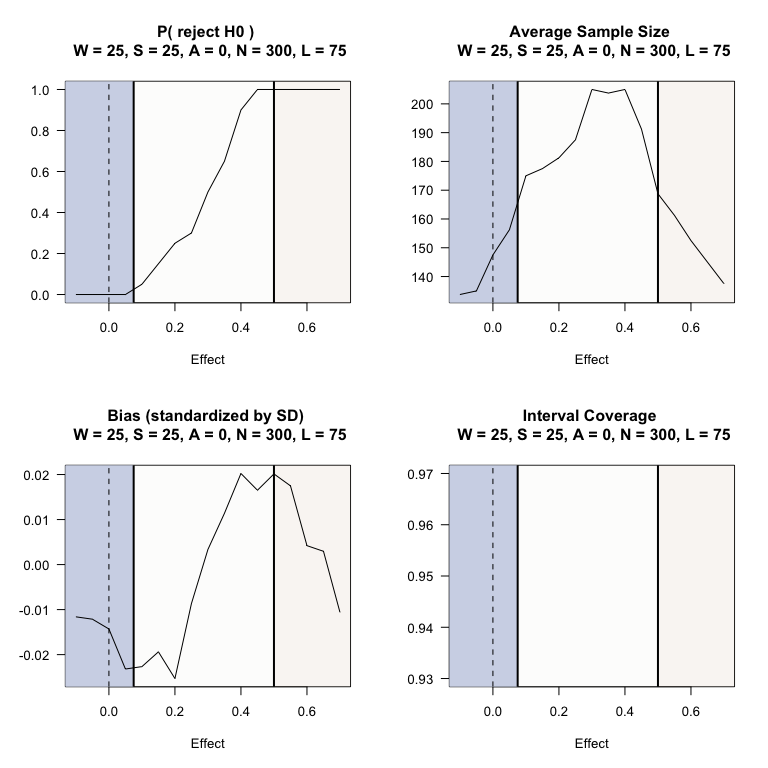 P( reject H0 )
W = 25, S = 25, A = 0, N = 300, L = 75
1.0
0.8
0.6
0.4
0.2
0.0
0.0 0.2 0.4 0.6
Effect
Average Sample Size
W = 25, S = 25, A = 0, N = 300, L = 75
200
190
180
170
160
150
140
0.0 0.2 0.4 0.6
Effect
Bias (standardized by SD)
W = 25, S = 25, A = 0, N = 300, L = 75
0.02
0.01
0.00
-0.01
-0.02
0.0 0.2 0.4 0.6
Effect
Interval Coverage
W = 25, S = 25, A = 0, N = 300, L = 75
0.97
0.96
0.95
0.94
0.93
0.0 0.2 0.4 0.6
Effect